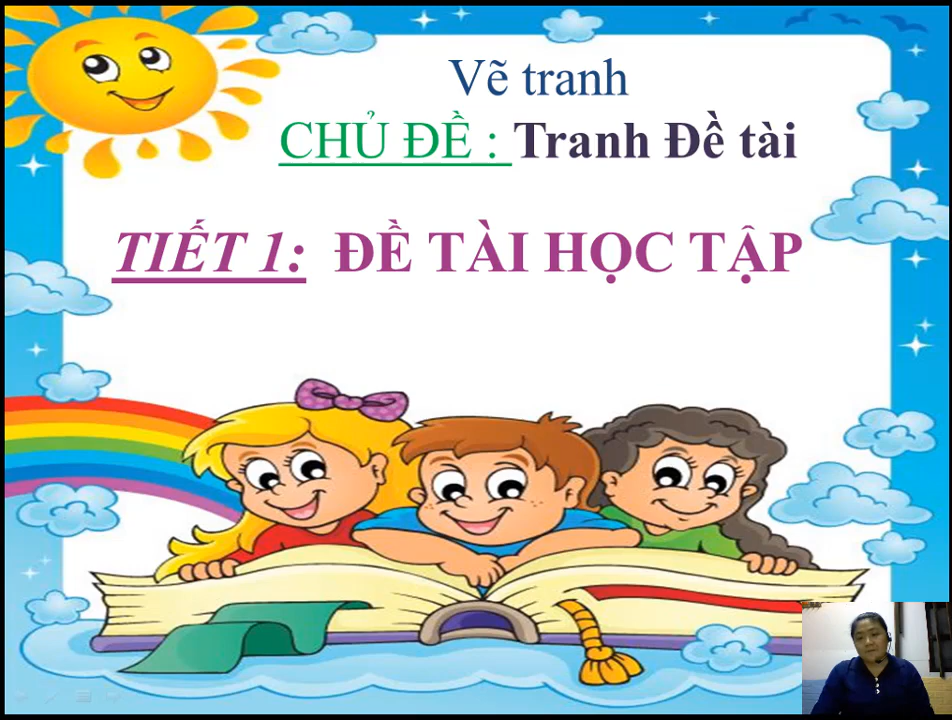 Vẽ tranh
CHỦ ĐỀ : Tranh Đề tài
TIẾT 1: ĐỀ TÀI HỌC TẬP